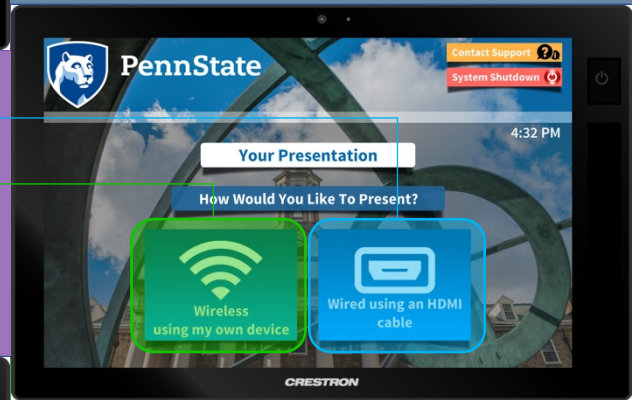 PennState
Contact Support
System Shutdown
4:32 PM
Your Presentation
How Would You Like To Present?
Wireless
using my own device
Wired using an HDMI
cable
CRESTRON